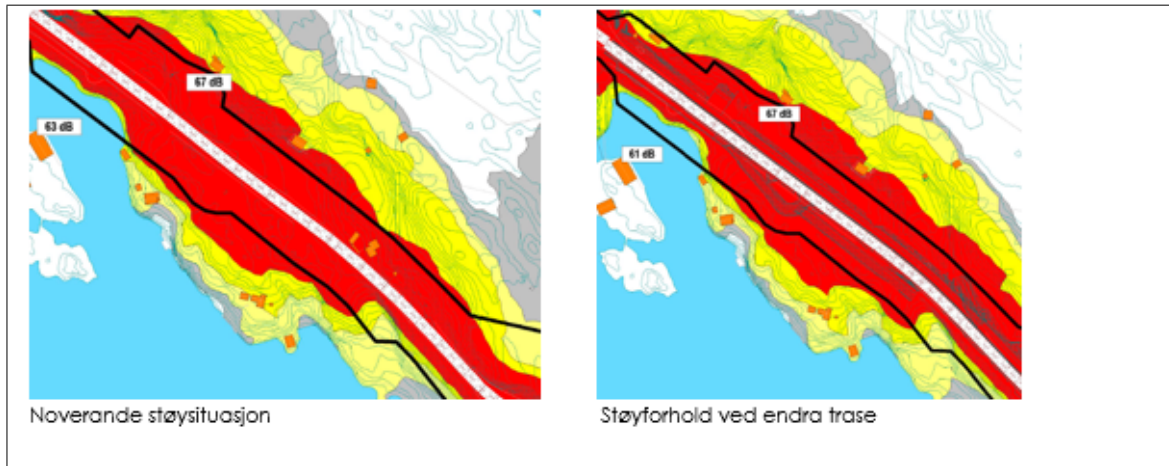 67 dB
63 dB
67 dB
61 dB
Noverande støysituasjon
Støyforhold ved endra trase